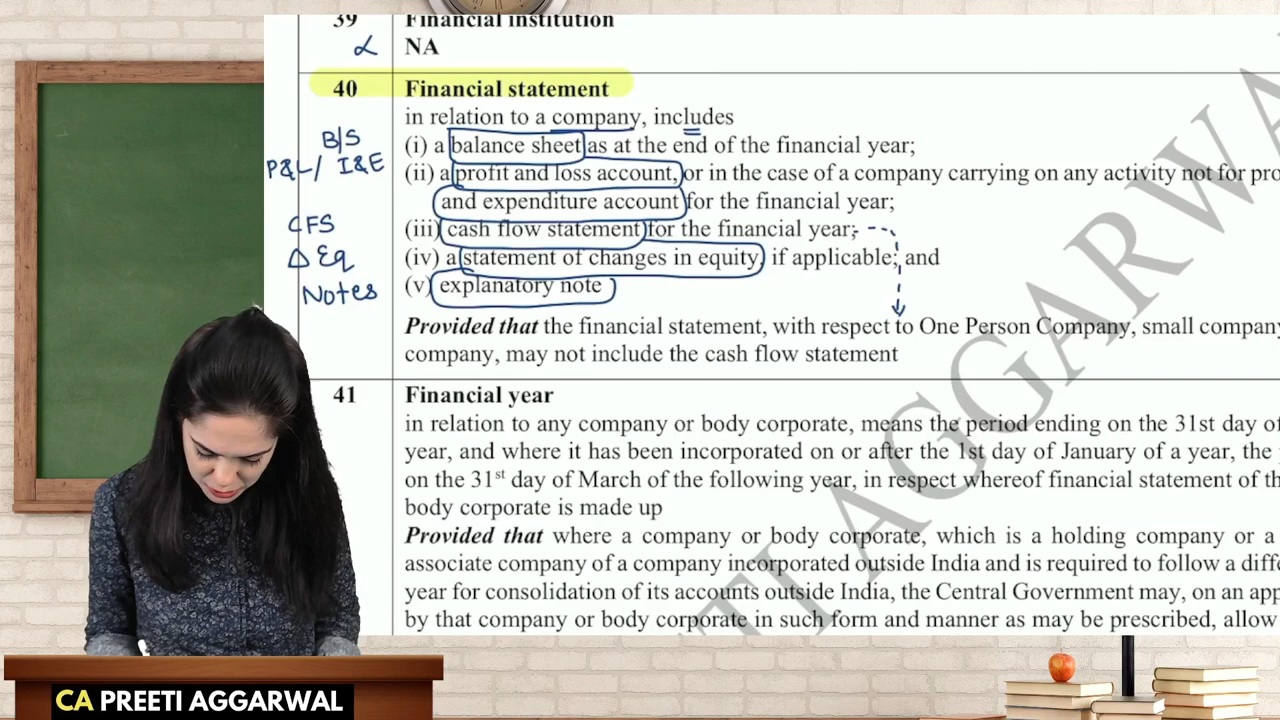 39 Financial institution
α NA
40 Financial statement
in relation to a company, includes
B/S
(i) a balance sheet as at the end of the financial year;
P&L/ I&E
(ii) a profit and loss account, or in the case of a company carrying on any activity not for pro
and expenditure account for the financial year;
CFS
(iii) cash flow statement for the financial year;
Δ Eq
(iv) a statement of changes in equity, if applicable; and
Notes
(v) explanatory note
Provided that the financial statement, with respect to One Person Company, small company
company, may not include the cash flow statement
41 Financial year
in relation to any company or body corporate, means the period ending on the 31st day of
year, and where it has been incorporated on or after the 1st day of January of a year, the
on the 31st day of March of the following year, in respect whereof financial statement of th
body corporate is made up
Provided that where a company or body corporate, which is a holding company or a
associate company of a company incorporated outside India and is required to follow a diffe
year for consolidation of its accounts outside India, the Central Government may, on an app
by that company or body corporate in such form and manner as may be prescribed, allow
TI AGGARWA
CA PREETI AGGARWAL